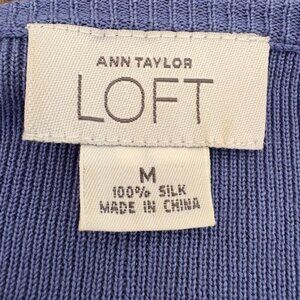 ANN TAYLOR
LOFT
M
100% SILK
MADE IN CHINA